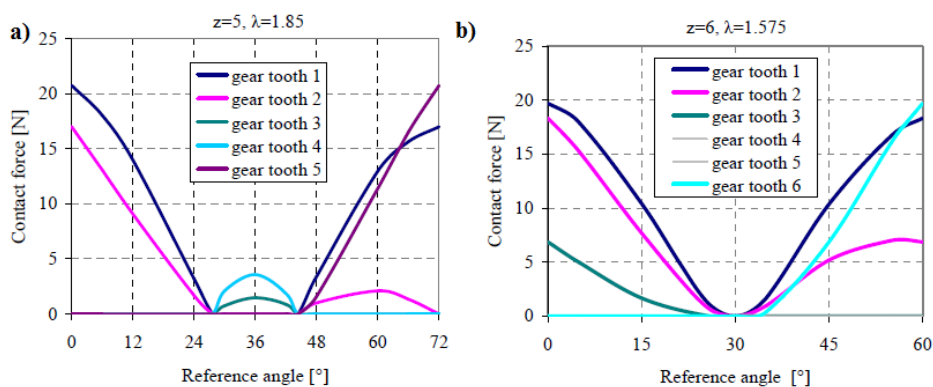 a)
z=5, λ=1.85
25
20
15
10
5
0
Contact force [N]
gear tooth 1
gear tooth 2
gear tooth 3
gear tooth 4
gear tooth 5
0 12 24 36 48 60 72
Reference angle [°]
b)
z=6, λ=1.575
25
20
15
10
5
0
Contact force [N]
gear tooth 1
gear tooth 2
gear tooth 3
gear tooth 4
gear tooth 5
gear tooth 6
0 15 30 45 60
Reference angle [°]